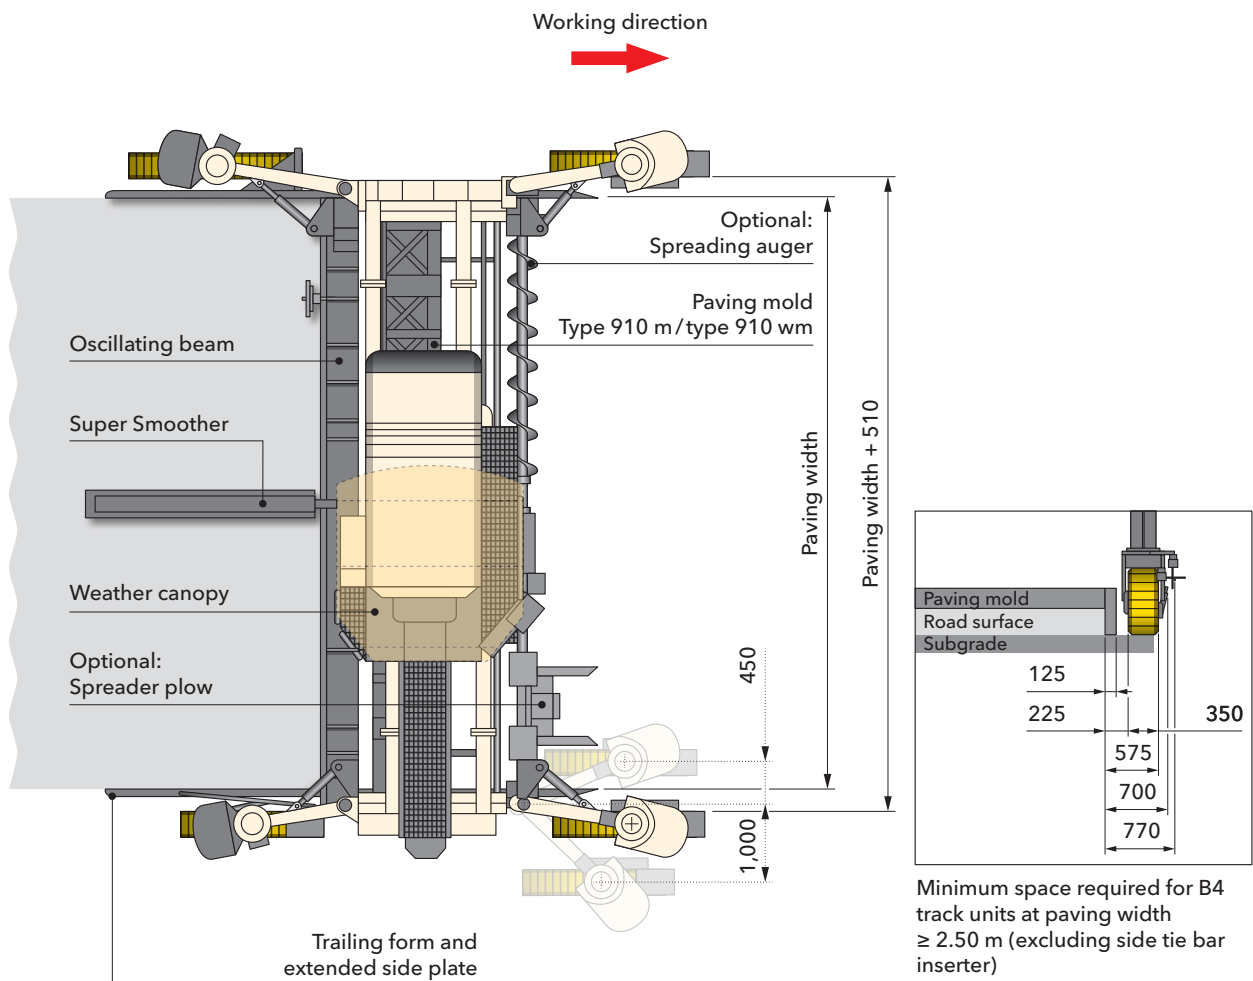 Working direction
Optional:
Spreading auger
Paving mold
Type 910 m / type 910 wm
Oscillating beam
Super Smoother
Weather canopy
Optional:
Spreader plow
Paving width
Paving width + 510
450
1,000
Trailing form and
extended side plate
Paving mold
Road surface
Subgrade
125
225
350
575
700
770
Minimum space required for B4
track units at paving width
≥ 2.50 m (excluding side tie bar
inserter)